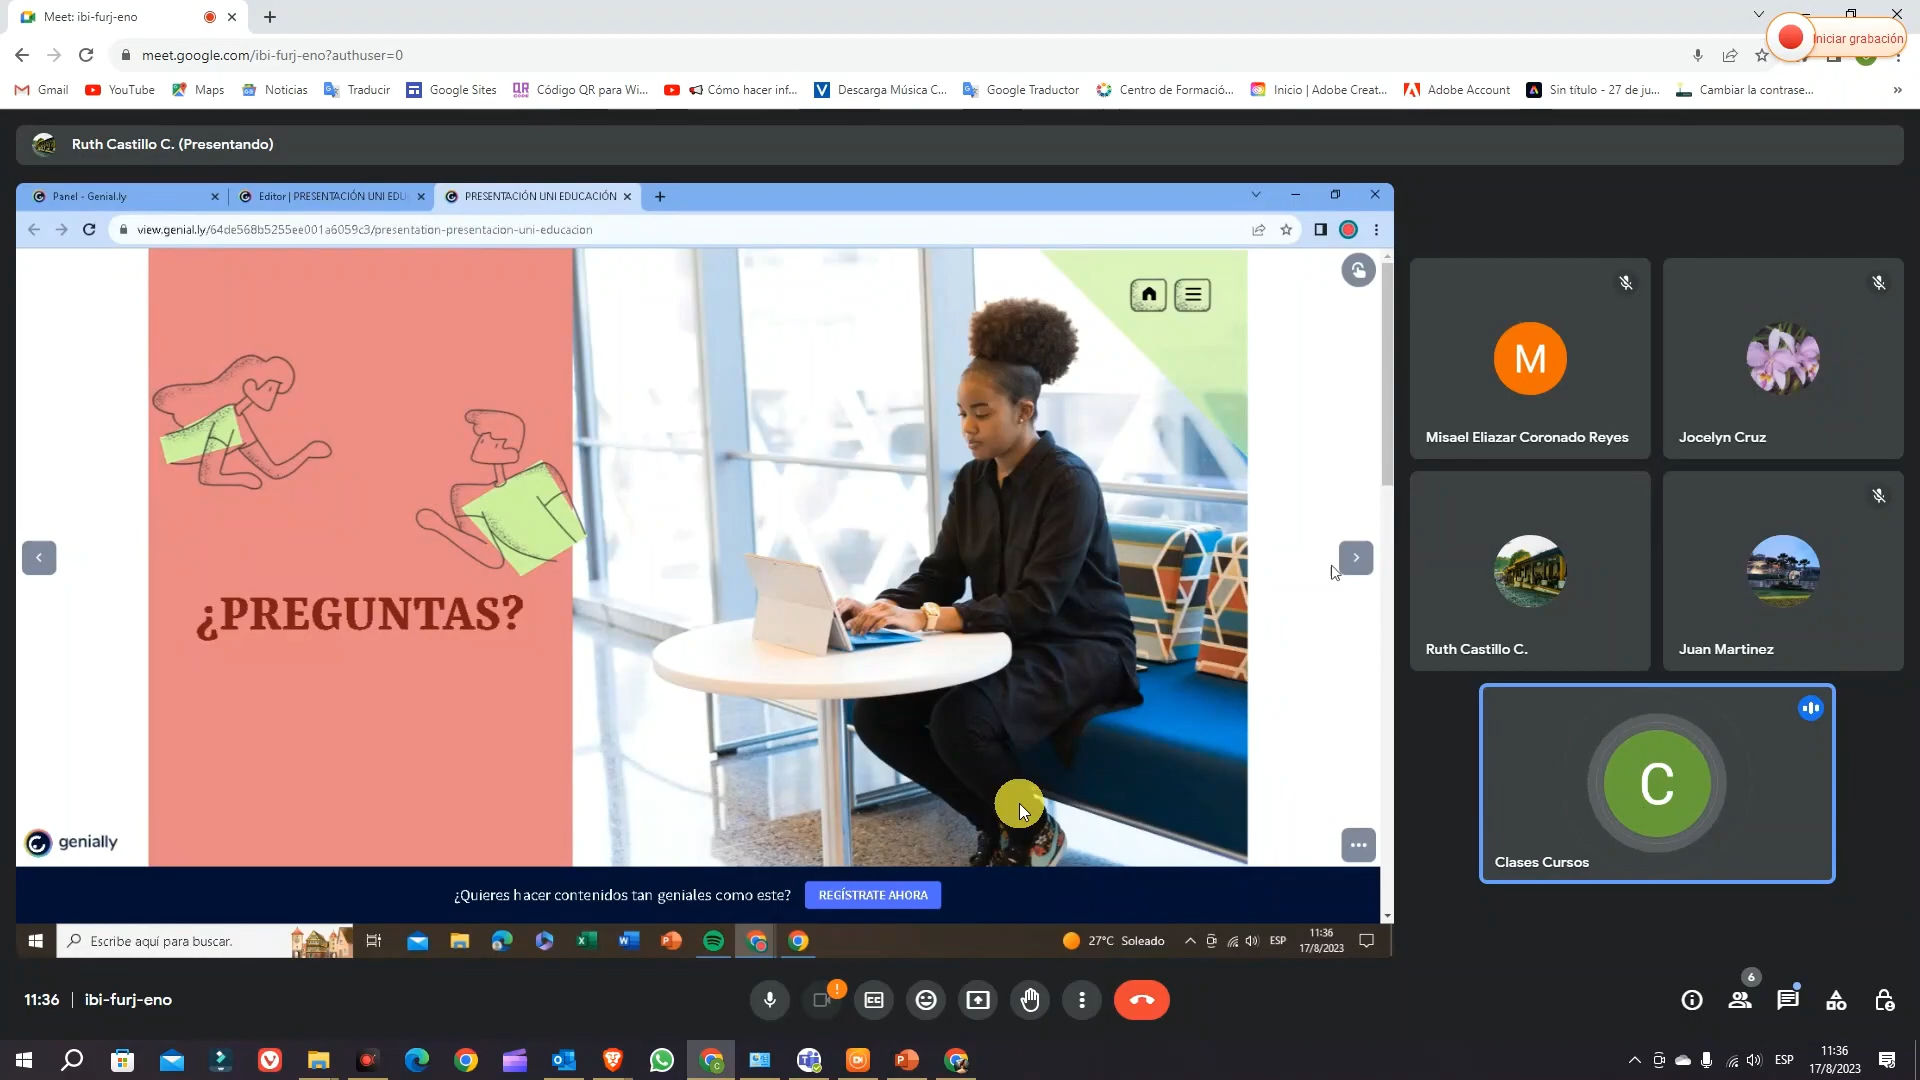 Meet: ibi-furj-eno
meet.google.com/ibi-furj-eno?authuser=0
Iniciar grabación
Gmail
YouTube
Maps
Noticias
Traducir
Google Sites
Código QR para Wi...
Cómo hacer inf...
Descarga Música C...
Google Traductor
Centro de Formació...
Inicio | Adobe Creat...
Adobe Account
Sin título - 27 de ju...
Cambiar la contrase...
Ruth Castillo C. (Presentando)
Panel - Genial.ly
Editor | PRESENTACIÓN UNI EDU
PRESENTACIÓN UNI EDUCACIÓN
view.genial.ly/64de568b5255ee001a6059c3/presentation-presentacion-uni-educacion
¿PREGUNTAS?
genially
¿Quieres hacer contenidos tan geniales como este?
REGÍSTRATE AHORA
Escribe aquí para buscar.
27°C Soleado
ESP
11:36
17/8/2023
M
Misael Eliazar Coronado Reyes
Jocelyn Cruz
Ruth Castillo C.
Juan Martinez
C
Clases Cursos
11:36 | ibi-furj-eno
6
ESP
11:36
17/8/2023